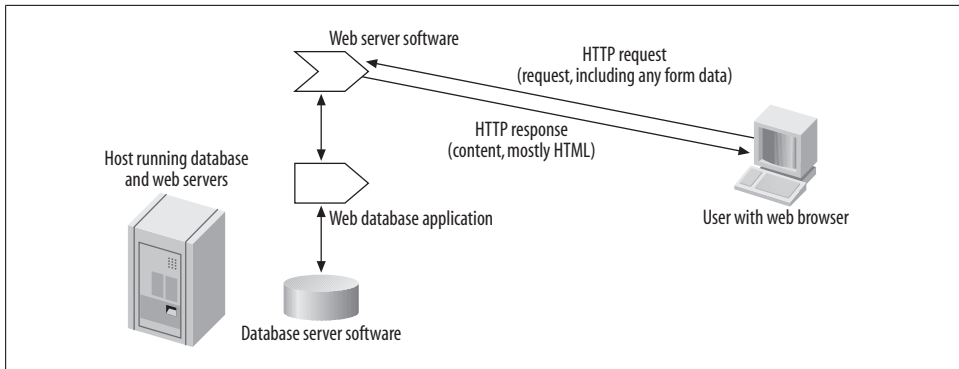 Web server software
HTTP request
(request, including any form data)
HTTP response
(content, mostly HTML)
Host running database
and web servers
Web database application
User with web browser
Database server software